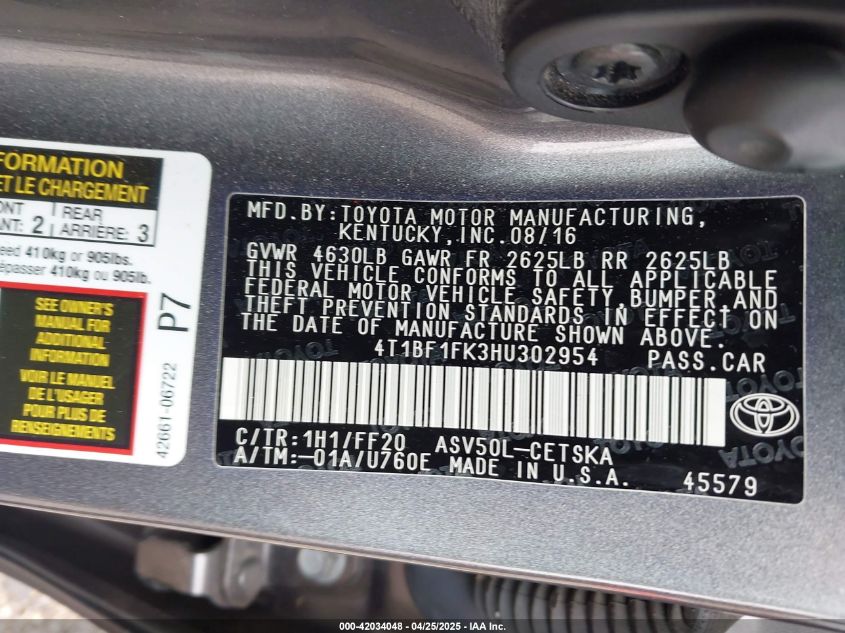 FORMATION
ET LE CHARGEMENT
2
REAR
ARRIÈRE: 3
410kg or 905lbs.
410 kg ou 905lb.
SEE OWNER'S
MANUAL FOR
ADDITIONAL
INFORMATION
VOIR LE MANUEL
DE L'USAGER
POUR PLUS DE
RENSEIGNEMENTS
P7
42661-06722
MFD.BY:TOYOTA MOTOR MANUFACTURING,
KENTUCKY,INC.08/16
GVWR 4630LB GAWR FR 2625LB RR 2625LB
THIS VEHICLE CONFORMS TO ALL APPLICABLE
FEDERAL MOTOR VEHICLE SAFETY,BUMPER,AND
THEFT PREVENTION STANDARDS IN EFFECT ON
THE DATE OF MANUFACTURE SHOWN ABOVE.
4T1BF1FK3HU302954 PASS.CAR
C/TR:1H1/FF20 ASV50L-CETSKA
A/TM:-01A/U760E MADE IN U.S.A.
45579
000-42034048 - 04/25/2025 - IAA Inc.